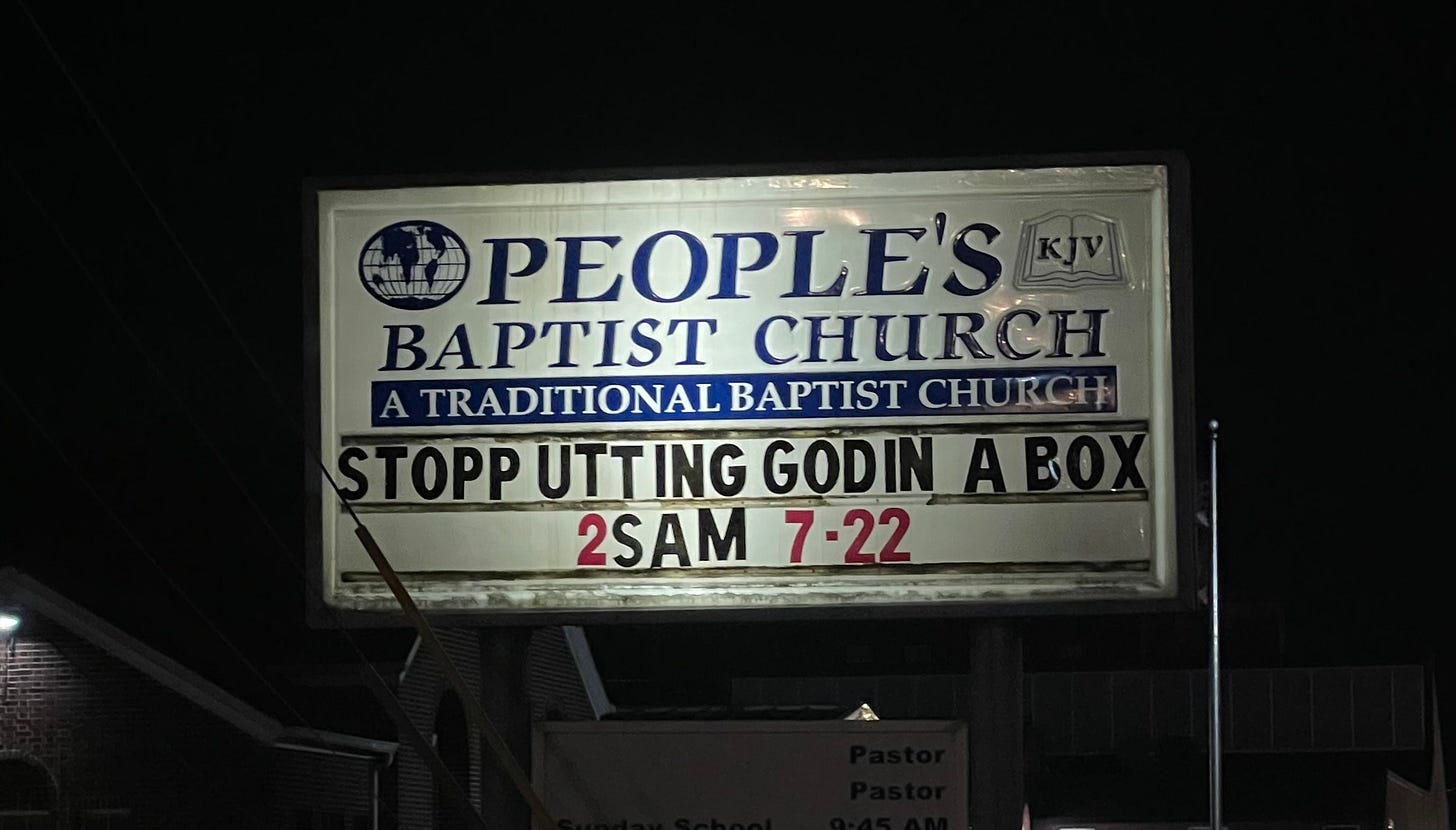 PEOPLE'S KJV
BAPTIST CHURCH
A TRADITIONAL BAPTIST CHURCH
STOPP UTTING GODIN A BOX
2SAM 7-22
Pastor
Pastor
Sunday School 9:45 AM